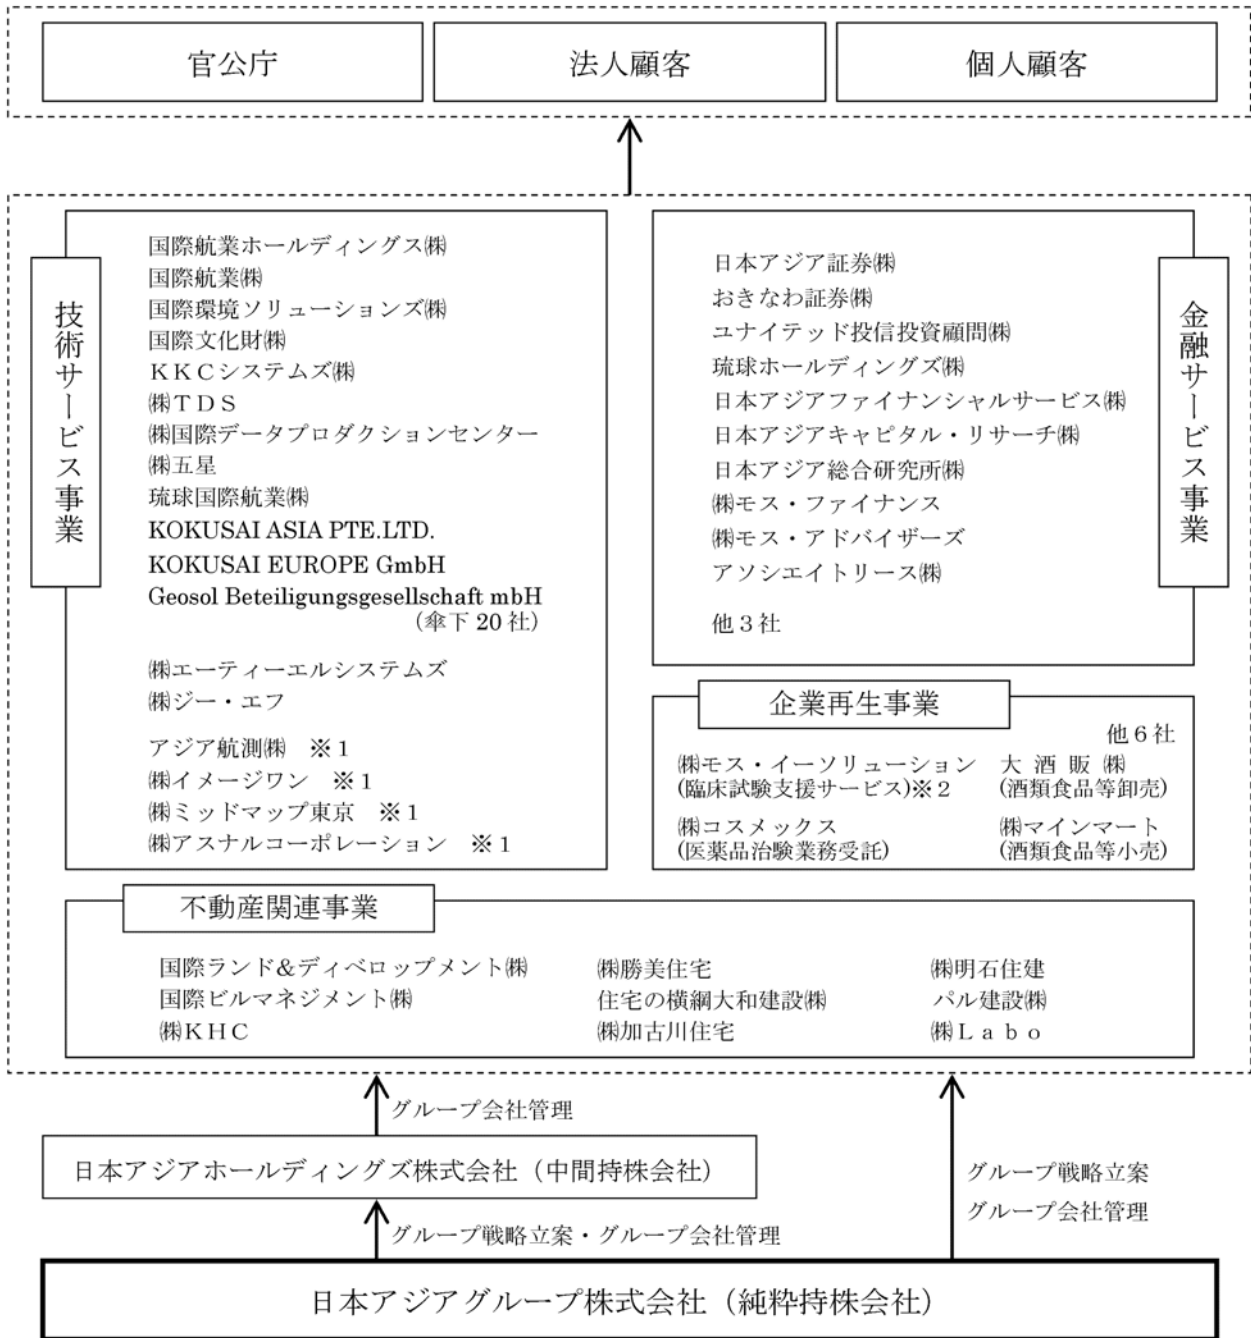 官公庁
法人顧客
個人顧客
技術サービス事業
国際航業ホールディングス㈱
国際航業㈱
国際環境ソリューションズ㈱
国際文化財㈱
ＫＫＣシステムズ㈱
㈱ＴＤＳ
㈱国際データプロダクションセンター
㈱五星
琉球国際航業㈱
KOKUSAI ASIA PTE.LTD.
KOKUSAI EUROPE GmbH
Geosol Beteiligungsgesellschaft mbH
（傘下 20 社）
㈱エーティーエルシステムズ
㈱ジー・エフ
アジア航測㈱　※１
㈱イメージワン　※１
㈱ミッドマップ東京　※１
㈱アスナルコーポレーション　※１
金融サービス事業
日本アジア証券㈱
おきなわ証券㈱
ユナイテッド投信投資顧問㈱
琉球ホールディングズ㈱
日本アジアファイナンシャルサービス㈱
日本アジアキャピタル・リサーチ㈱
日本アジア総合研究所㈱
㈱モス・ファイナンス
㈱モス・アドバイザーズ
アソシエイトリース㈱
他３社
企業再生事業
他６社
㈱モス・イーソリューション
(臨床試験支援サービス)※２
大 酒 販 ㈱
(酒類食品等卸売)
㈱コスメックス
(医薬品治験業務受託)
㈱マインマート
(酒類食品等小売)
不動産関連事業
国際ランド&ディベロップメント㈱
国際ビルマネジメント㈱
㈱ＫＨＣ
㈱勝美住宅
住宅の横綱大和建設㈱
㈱加古川住宅
㈱明石住建
パル建設㈱
㈱Ｌａｂｏ
グループ会社管理
日本アジアホールディングズ株式会社（中間持株会社）
グループ戦略立案・グループ会社管理
グループ戦略立案
グループ会社管理
日本アジアグループ株式会社（純粋持株会社）